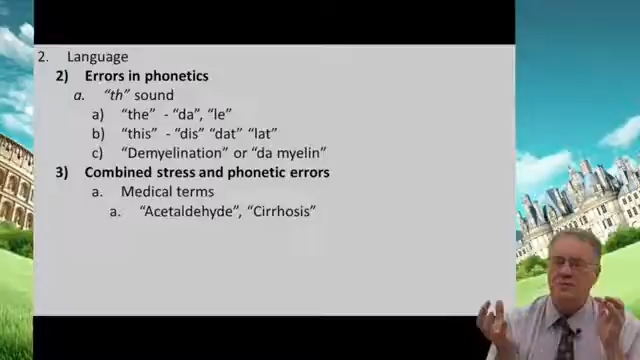 2. Language
2) Errors in phonetics
a. “th” sound
a) “the” - “da”, “le”
b) “this” - “dis” “dat” “lat”
c) “Demyelination” or “da myelin”
3) Combined stress and phonetic errors
a. Medical terms
a. “Acetaldehyde”, “Cirrhosis”